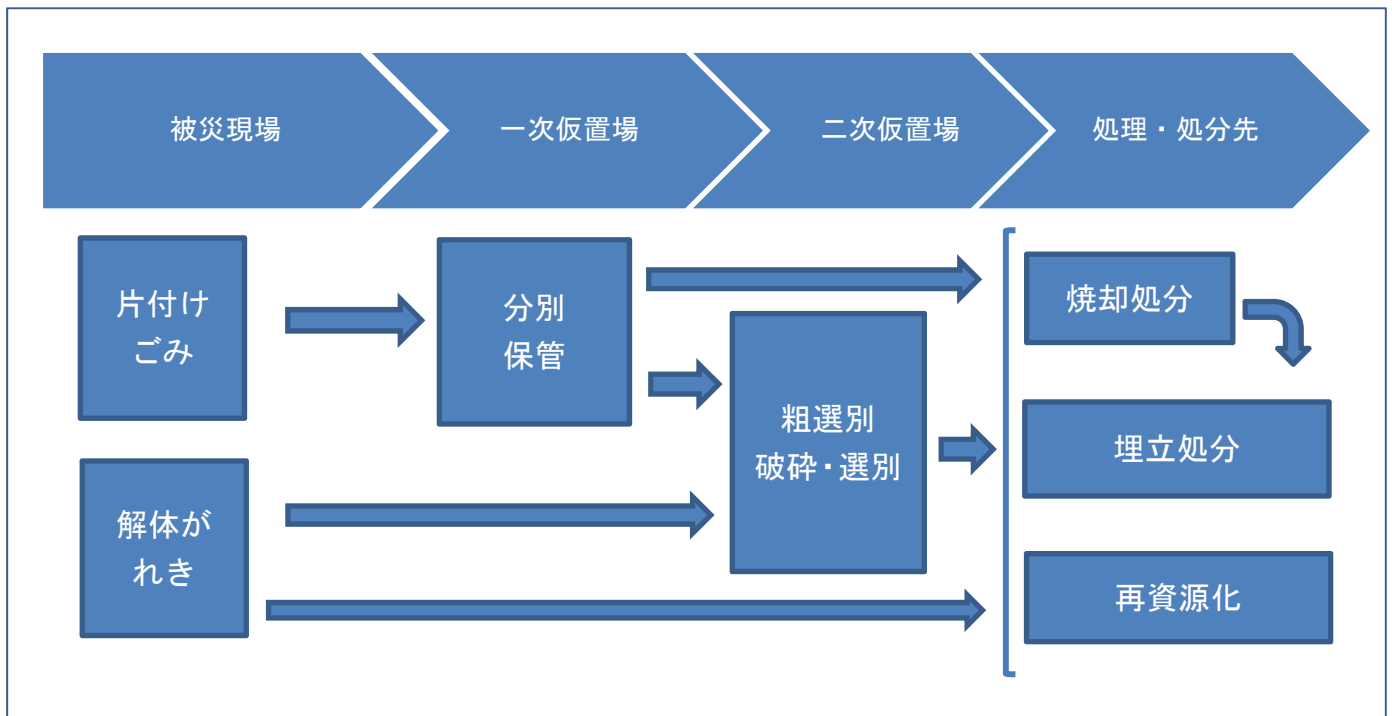 被災現場
一次仮置場
二次仮置場
処理・処分先
片付け
ごみ
分別
保管
焼却処分
粗選別
破砕・選別
埋立処分
解体が
れき
再資源化